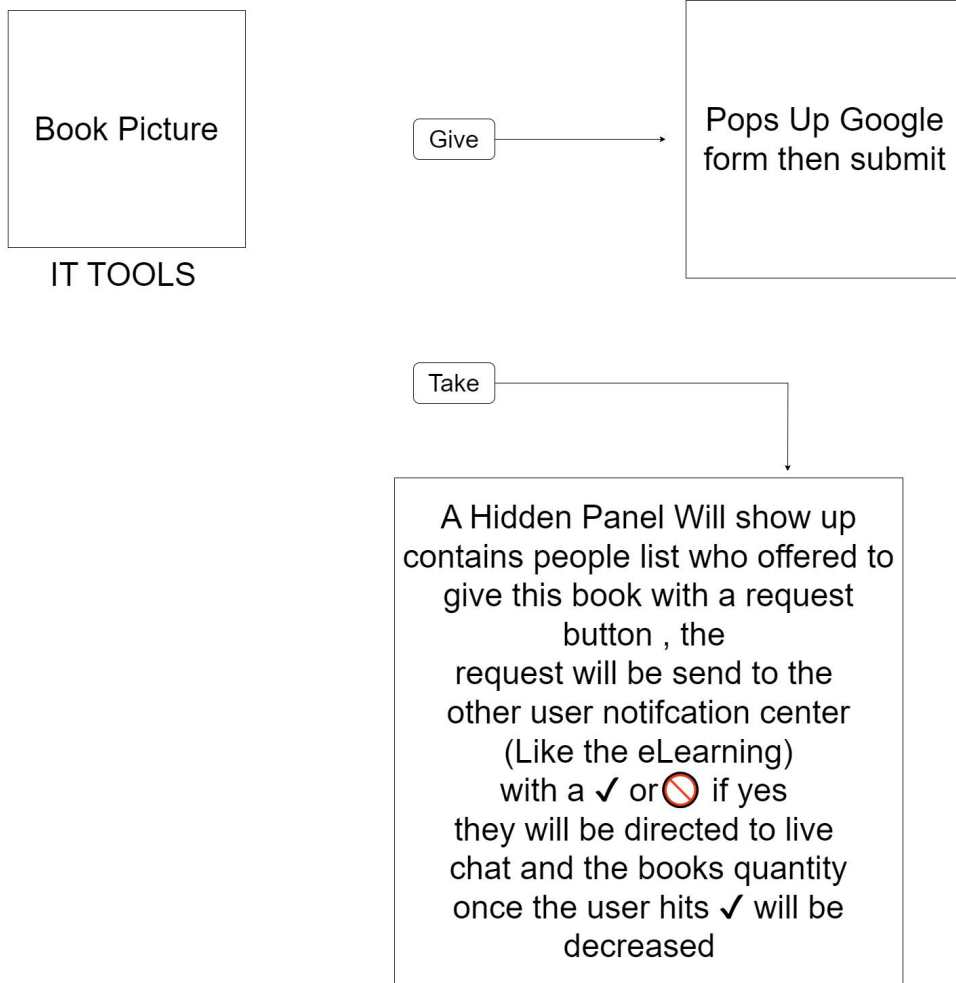 Book Picture
IT TOOLS
Give
Pops Up Google
form then submit
Take
A Hidden Panel Will show up
contains people list who offered to
give this book with a request
button , the
request will be send to the
other user notifcation center
(Like the eLearning)
with a ✓ or🚫 if yes
they will be directed to live
chat and the books quantity
once the user hits ✓ will be
decreased